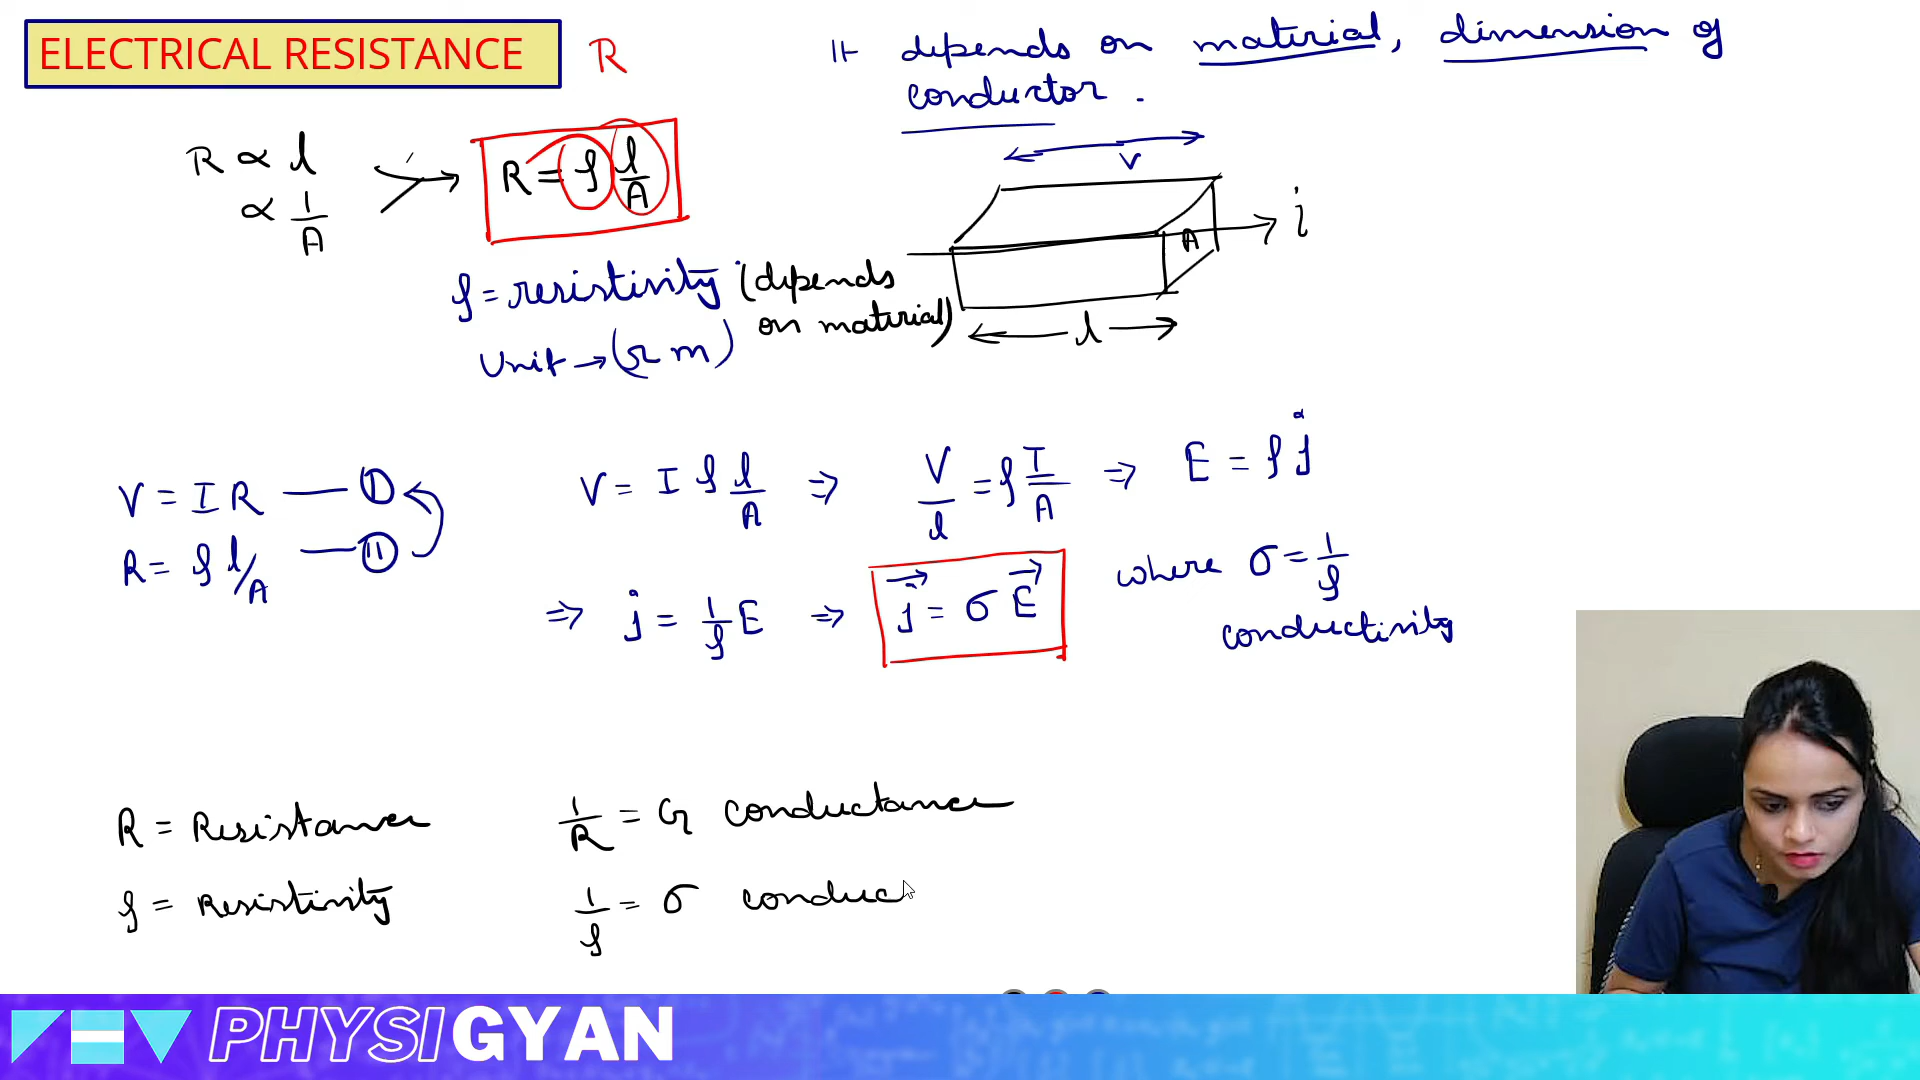 ELECTRICAL RESISTANCE R
It depends on material, dimension of
conductor.
R ∝ l
∝ 1/A
R = ρ l/A
V
A
i
l
ρ = resistivity (depends
on material)
Unit → (Ω m)
V = I R — I
R = ρ l/A — II
V = I ρ l/A ⇒ V/l = ρ I/A ⇒ E = ρ j
⇒ j = 1/ρ E ⇒ j = σ E where σ = 1/ρ
conductivity
R = Resistance 1/R = G conductance
ρ = Resistivity 1/ρ = σ conduc
PHYSIGYAN